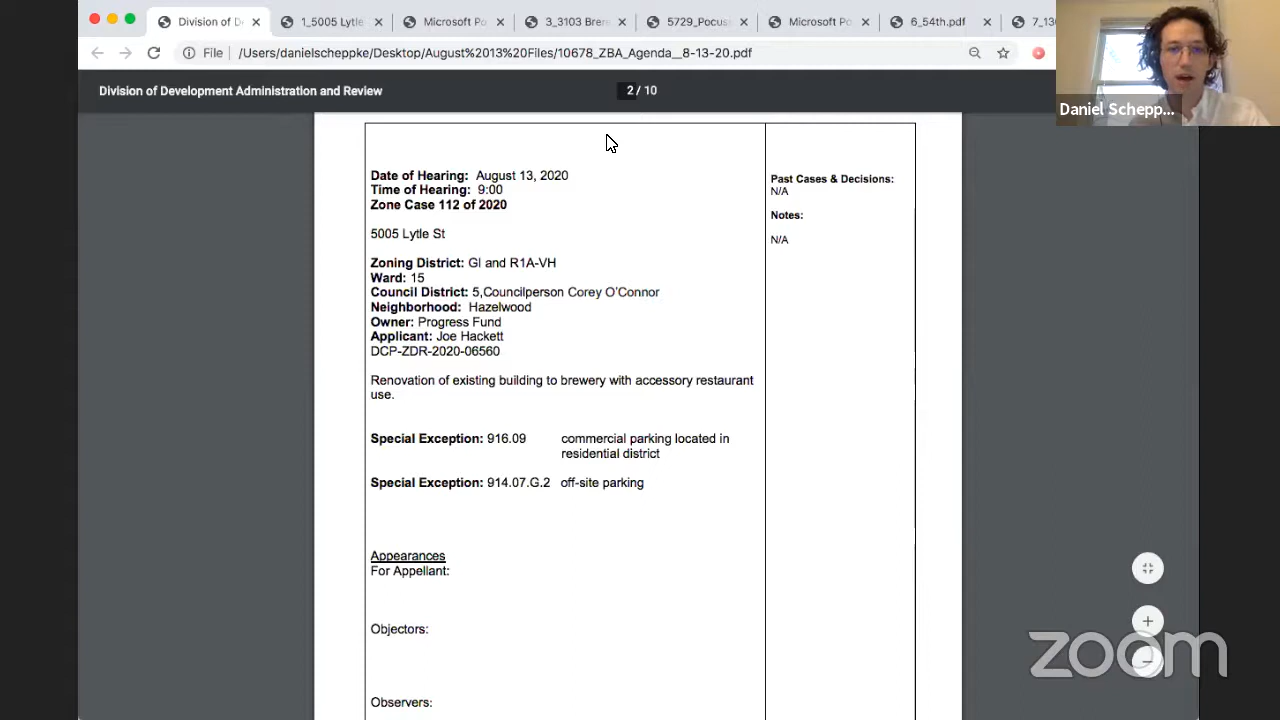 Division of D
1_5005 Lytle
Microsoft Po
3_3103 Bren
5729_Pocus
Microsoft Po
6_54th.pdf
File /Users/danielscheppke/Desktop/August%2013%20Files/10678_ZBA_Agenda__8-13-20.pdf
Division of Development Administration and Review
2 / 10
Daniel Schepp...
Date of Hearing: August 13, 2020
Time of Hearing: 9:00
Zone Case 112 of 2020
5005 Lytle St
Zoning District: GI and R1A-VH
Ward: 15
Council District: 5,Councilperson Corey O'Connor
Neighborhood: Hazelwood
Owner: Progress Fund
Applicant: Joe Hackett
DCP-ZDR-2020-06560
Renovation of existing building to brewery with accessory restaurant
use.
Special Exception: 916.09 commercial parking located in
residential district
Special Exception: 914.07.G.2 off-site parking
Appearances
For Appellant:
Objectors:
Observers:
Past Cases & Decisions:
N/A
Notes:
N/A
zoom